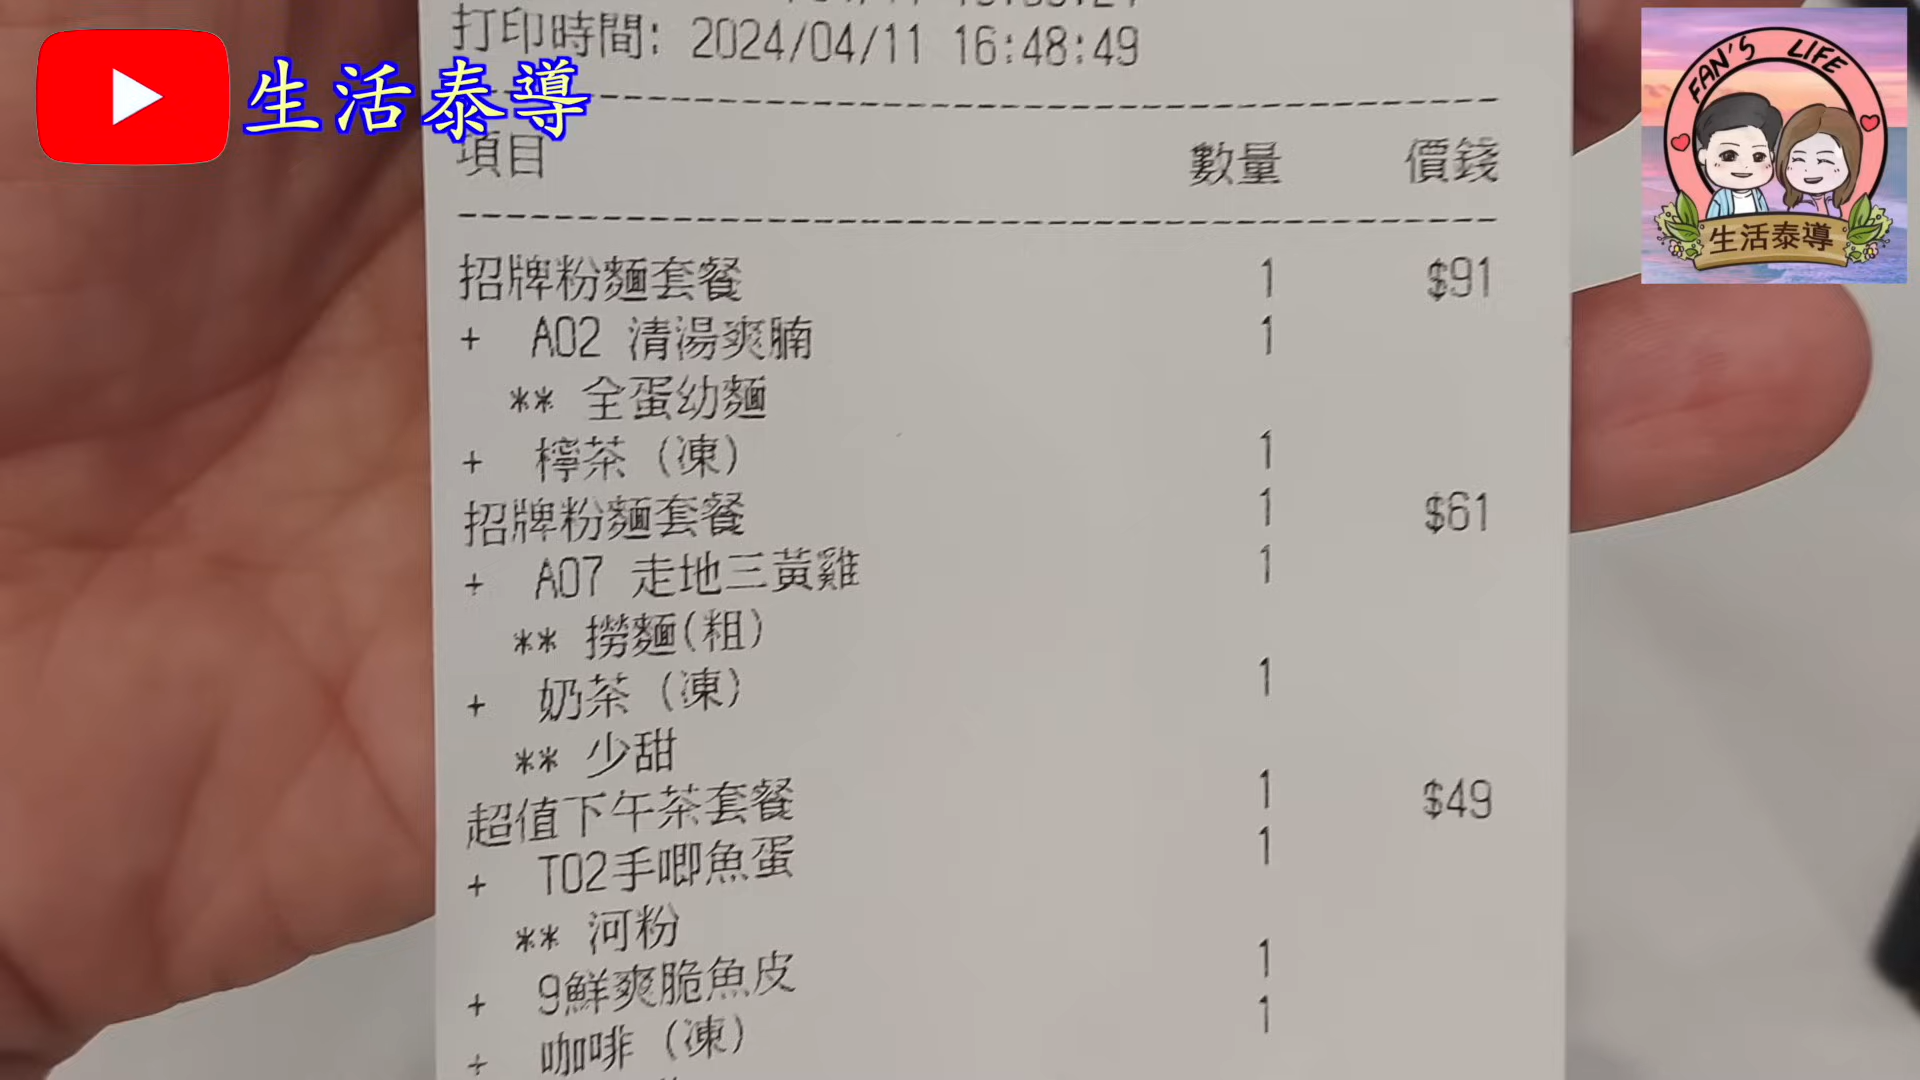 打印時間: 2024/04/11 16:48:49
生活泰導
FAN'S LIFE
生活泰導
項目 數量 價錢
招牌粉麵套餐 1 $91
+ A02 清湯爽腩 1
** 全蛋幼麵
+ 檸茶 (凍) 1
招牌粉麵套餐 1 $61
+ A07 走地三黃雞 1
** 撈麵(粗)
+ 奶茶 (凍) 1
** 少甜
超值下午茶套餐 1 $49
+ T02手唧魚蛋 1
** 河粉
+ 9鮮爽脆魚皮 1
+ 咖啡 (凍) 1